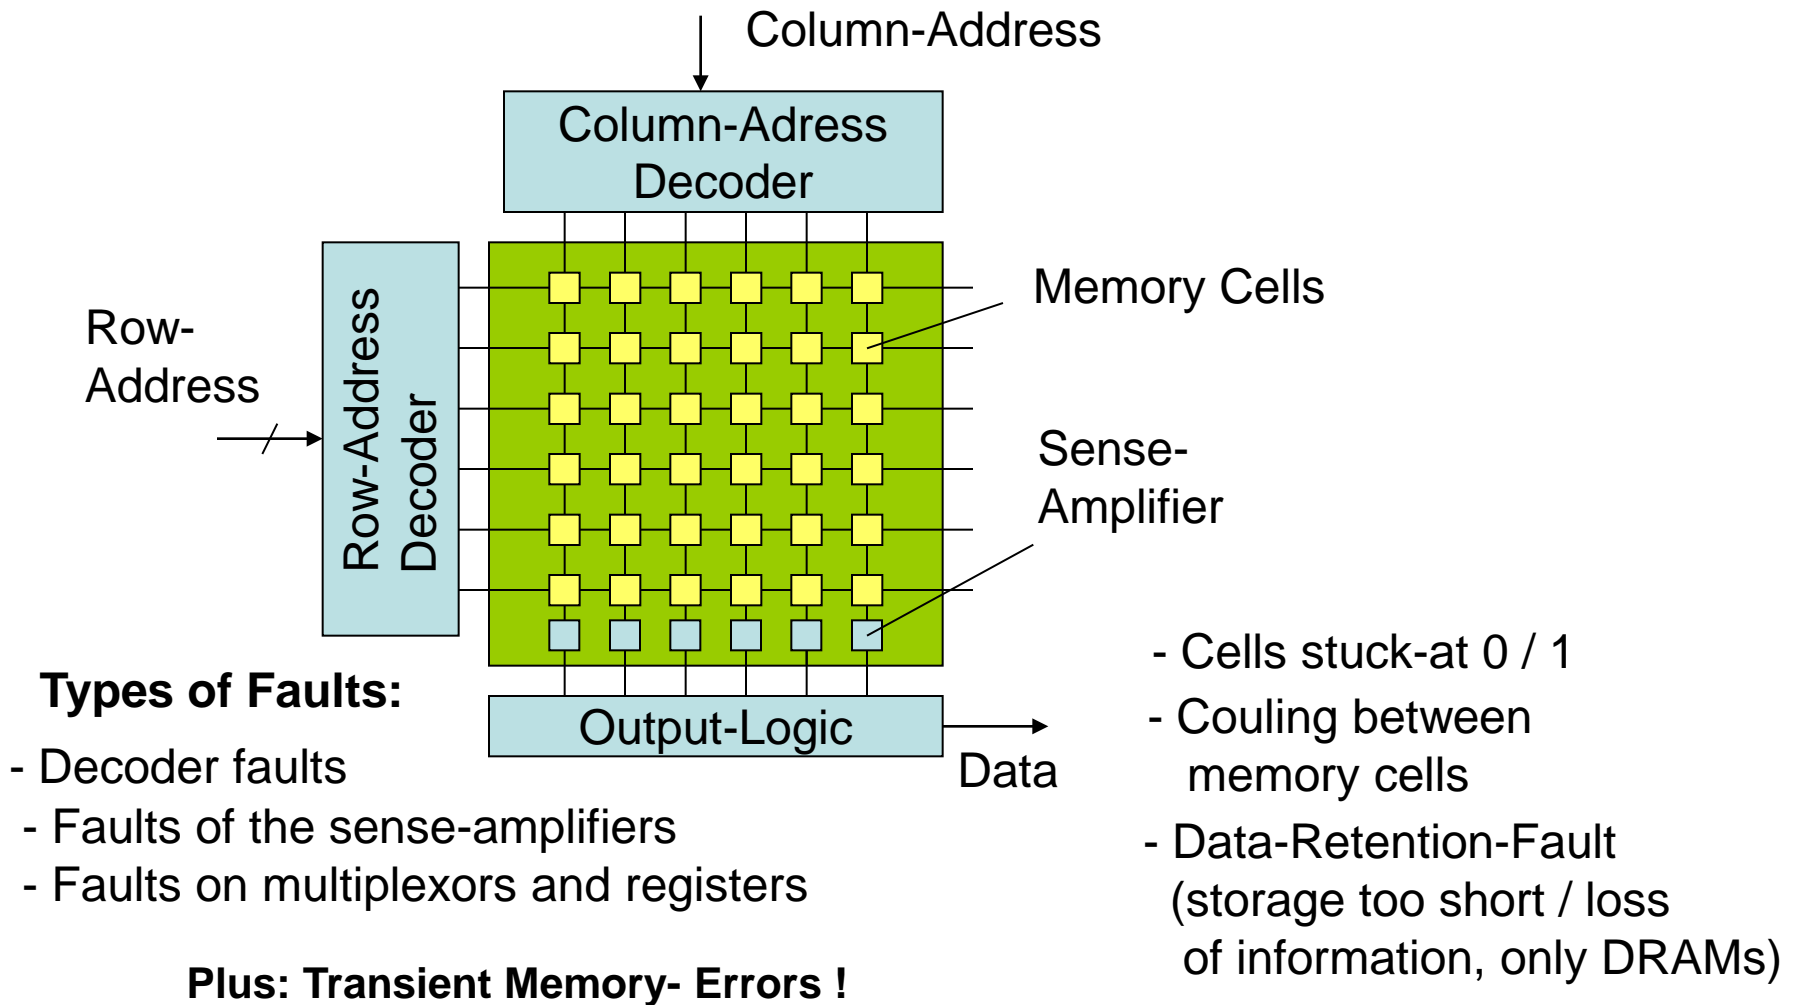 Column-Address
Column-Adress
Decoder
Row-
Address
Row-Address
Decoder
Memory Cells
Sense-
Amplifier
Output-Logic
Data
Types of Faults:
- Decoder faults
- Faults of the sense-amplifiers
- Faults on multiplexors and registers
- Cells stuck-at 0 / 1
- Couling between
memory cells
- Data-Retention-Fault
(storage too short / loss
of information, only DRAMs)
Plus: Transient Memory- Errors !